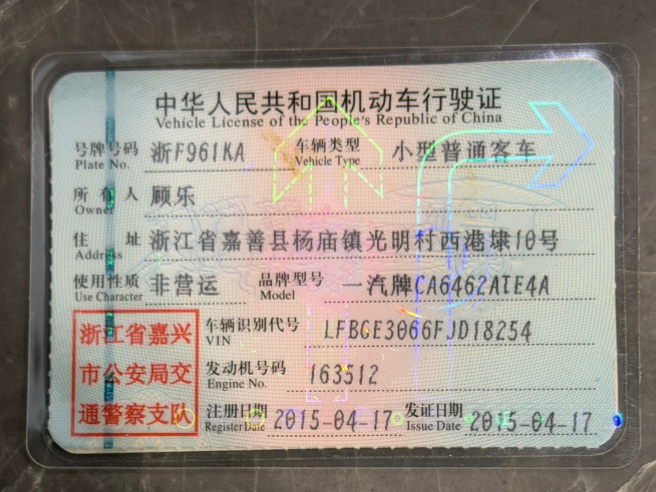 中华人民共和国机动车行驶证
Vehicle License of the People's Republic of China
号牌号码 浙F961KA 车辆类型 小型普通客车
Plate No. Vehicle Type
所有人 顾乐
Owner
住址 浙江省嘉善县杨庙镇光明村西港埭10号
Address
使用性质 非营运 品牌型号 一汽牌CA6462ATE4A
Use Character Model
浙江省嘉兴 车辆识别代号 LFBGE3066FJD18254
VIN
市公安局交 发动机号码 163512
Engine No.
通警察支队 注册日期 2015-04-17 发证日期 2015-04-17
Register Date Issue Date